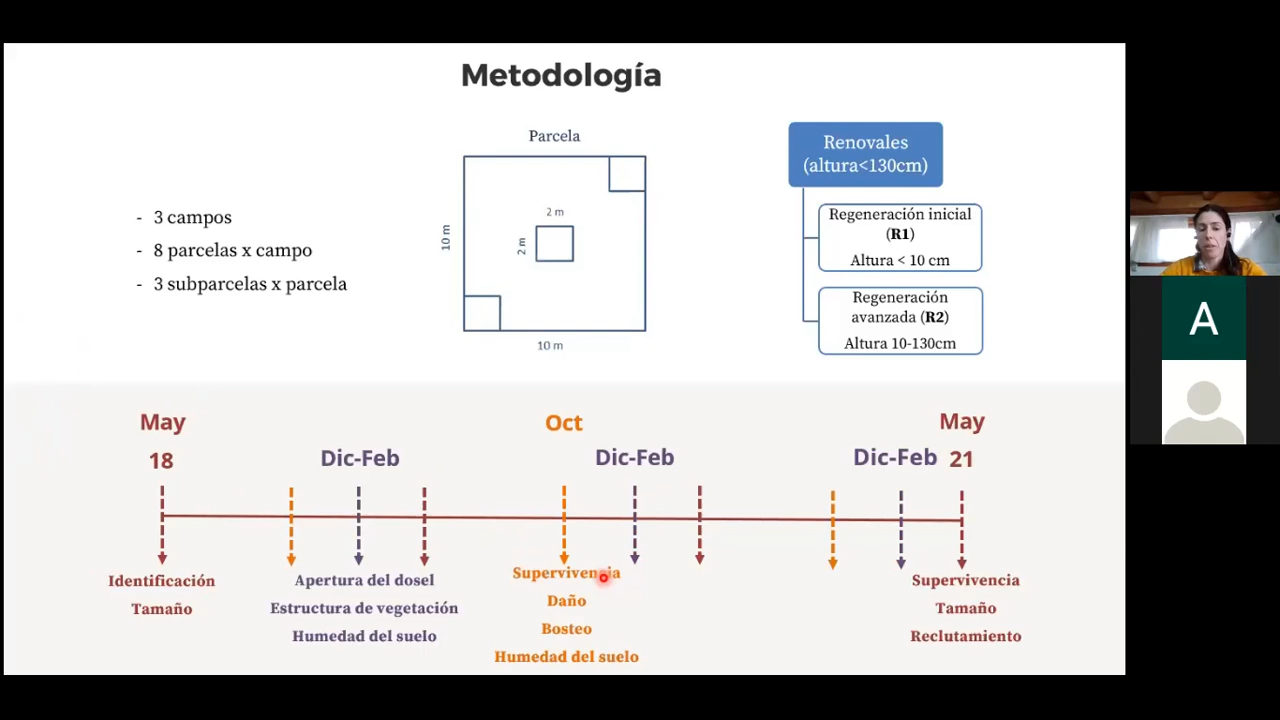 Metodología
- 3 campos
- 8 parcelas x campo
- 3 subparcelas x parcela
Parcela
10 m
2 m
2 m
10 m
Renovales
(altura<130cm)
Regeneración inicial
(R1)
Altura < 10 cm
Regeneración
avanzada (R2)
Altura 10-130cm
May
18
Dic-Feb
Oct
Dic-Feb
Dic-Feb
May
21
Identificación
Tamaño
Apertura del dosel
Estructura de vegetación
Humedad del suelo
Supervivencia
Daño
Bosteo
Humedad del suelo
Supervivencia
Tamaño
Reclutamiento
A